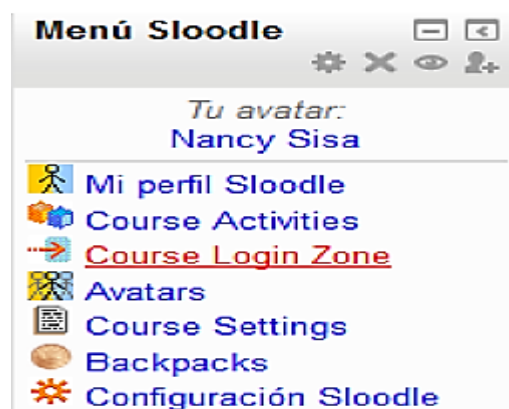 Menú Sloodle
Tu avatar:
Nancy Sisa
Mi perfil Sloodle
Course Activities
Course Login Zone
Avatars
Course Settings
Backpacks
Configuración Sloodle